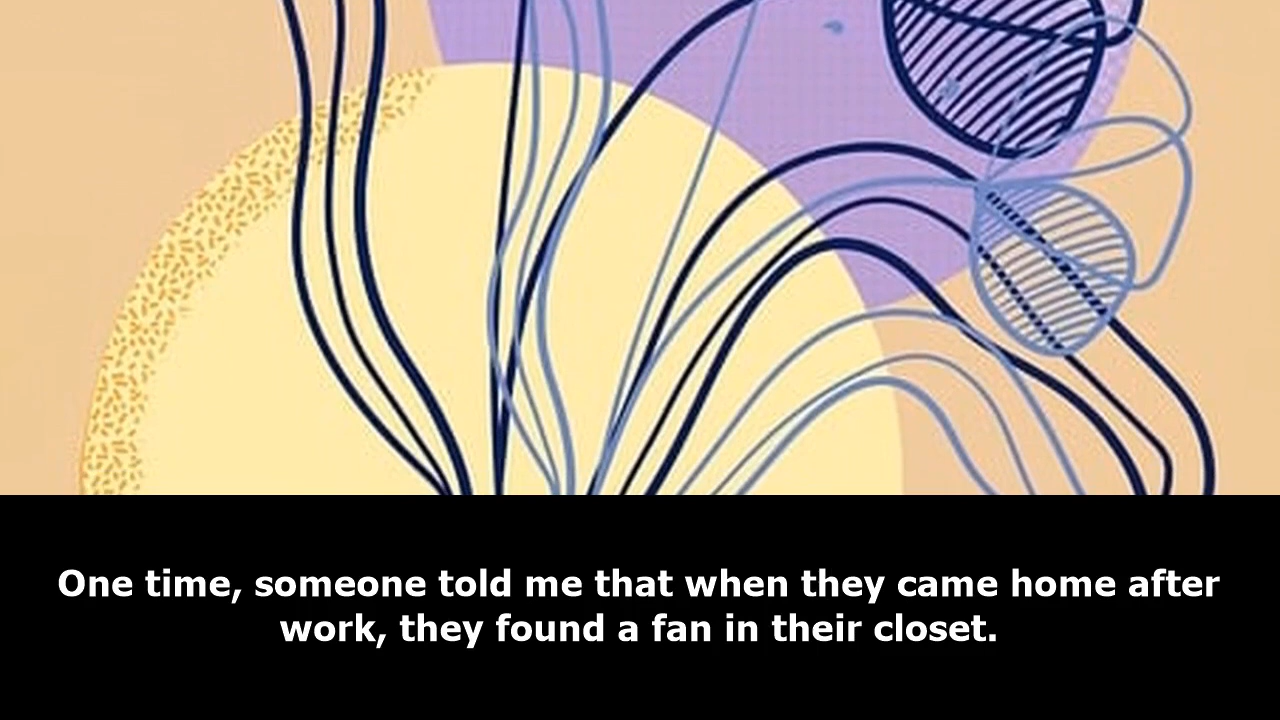 One time, someone told me that when they came home after
work, they found a fan in their closet.